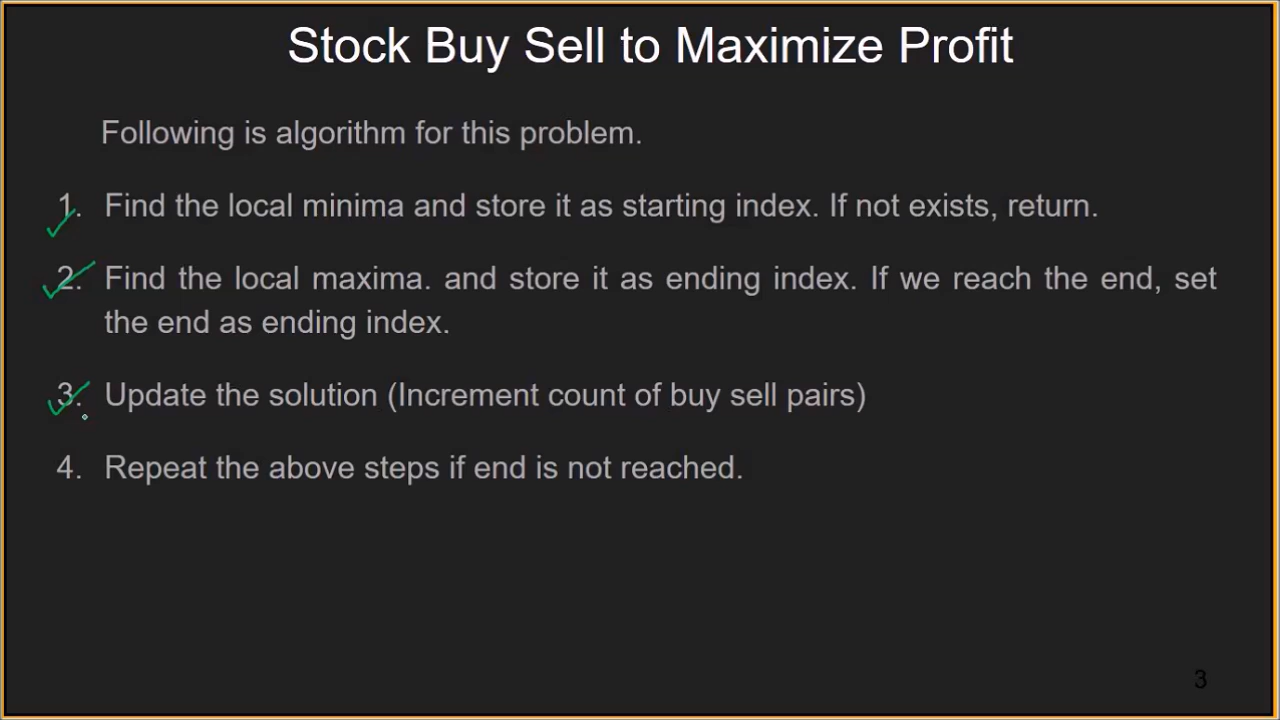 Stock Buy Sell to Maximize Profit
Following is algorithm for this problem.
1. Find the local minima and store it as starting index. If not exists, return.
2. Find the local maxima. and store it as ending index. If we reach the end, set
the end as ending index.
3. Update the solution (Increment count of buy sell pairs)
4. Repeat the above steps if end is not reached.
3